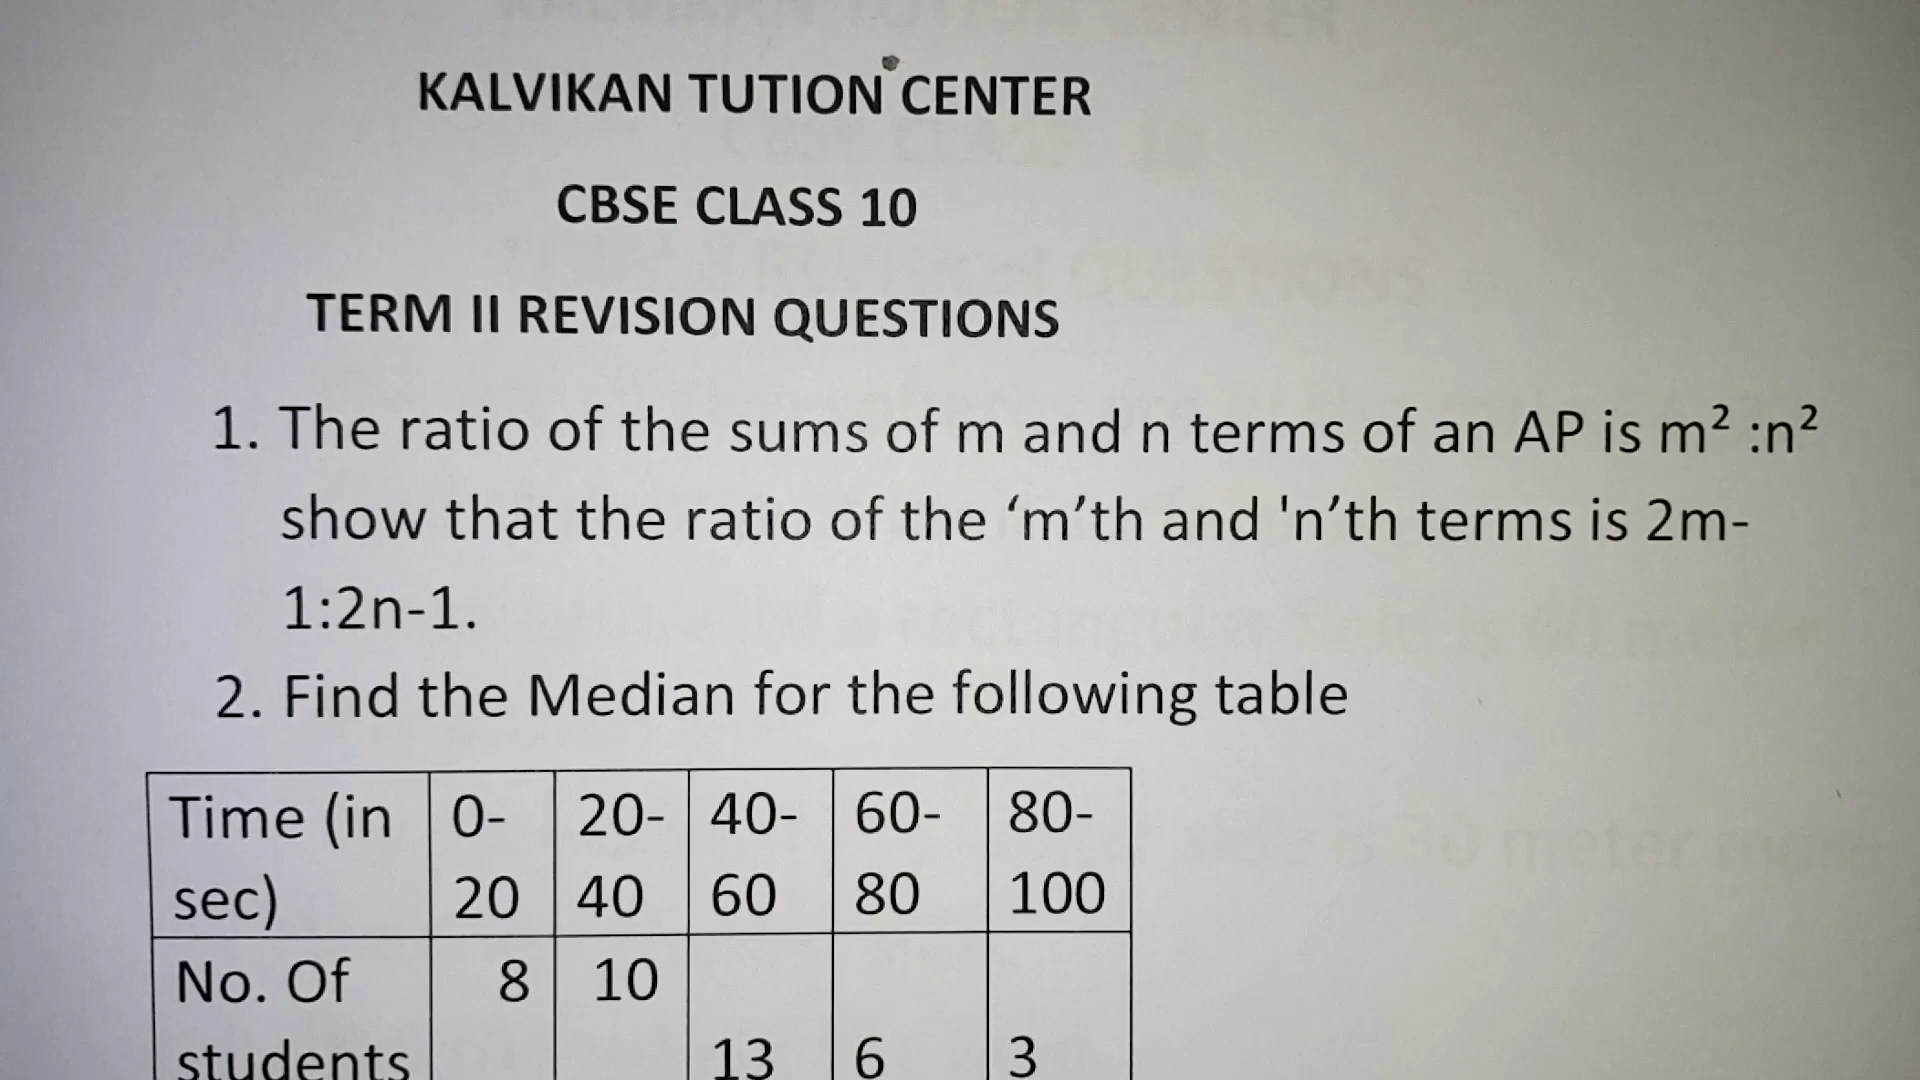 KALVIKAN TUTION CENTER
CBSE CLASS 10
TERM II REVISION QUESTIONS
1. The ratio of the sums of m and n terms of an AP is m² :n²
show that the ratio of the ‘m’th and 'n’th terms is 2m-
1:2n-1.
2. Find the Median for the following table
Time (in 0- 20- 40- 60- 80-
sec) 20 40 60 80 100
No. Of 8 10
students 13 6 3